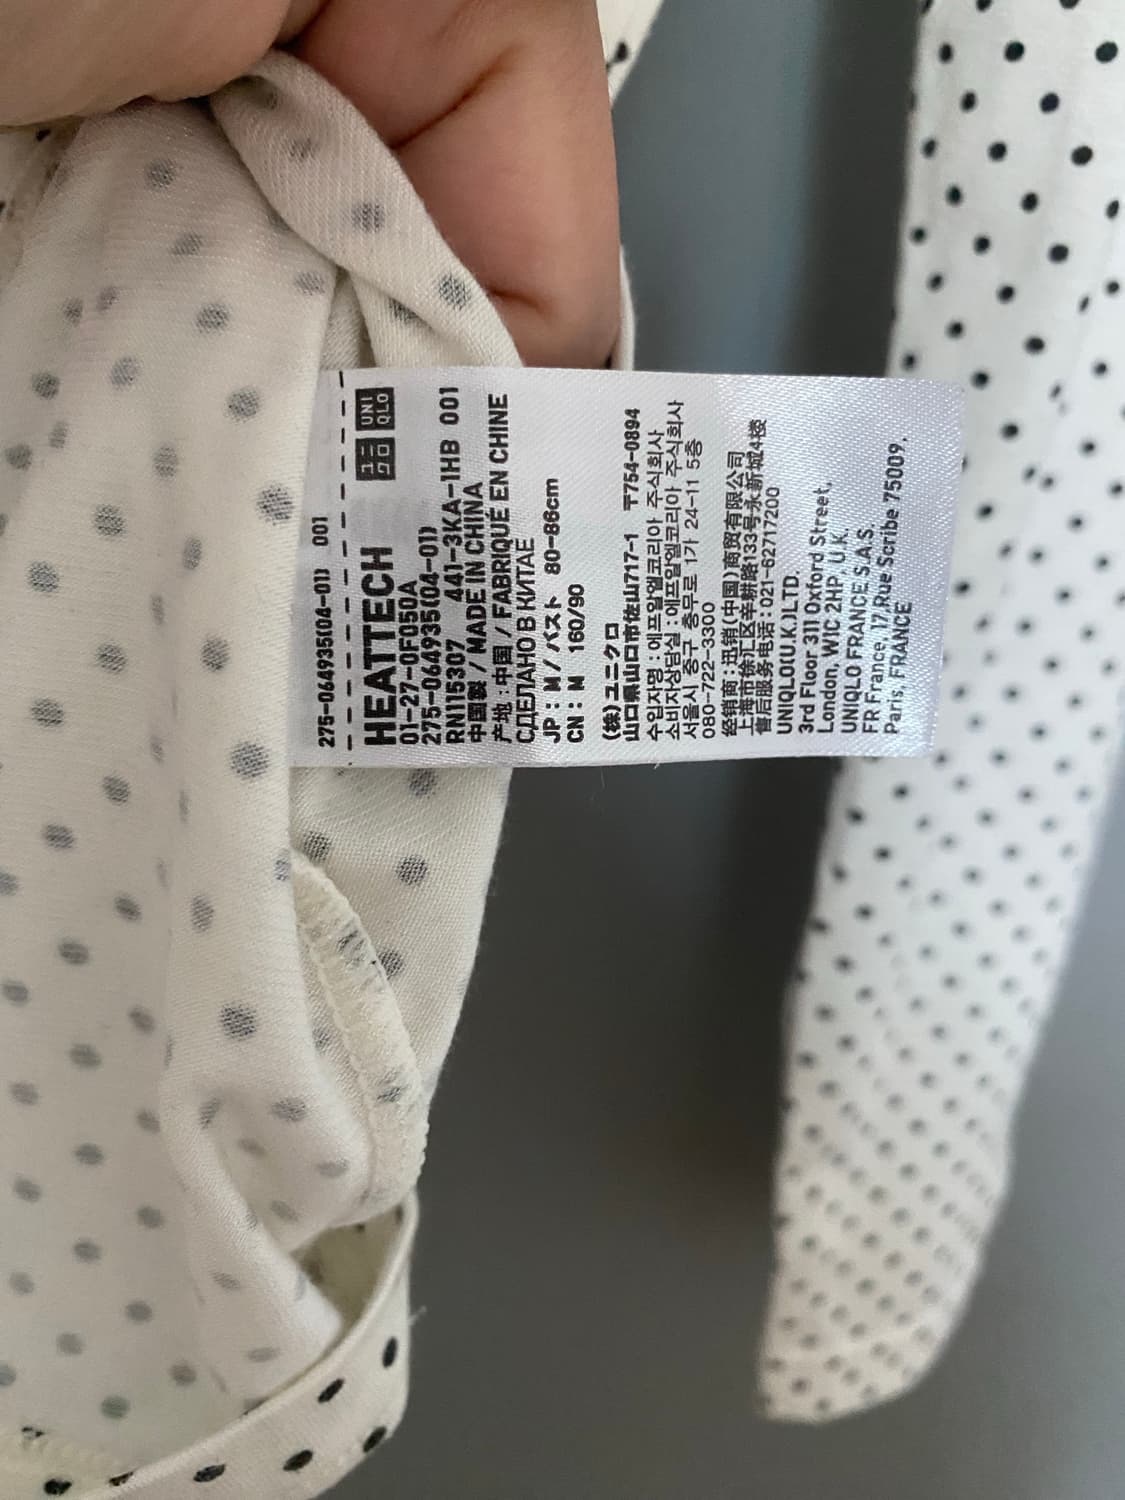 275-064935(04-01) 001
HEATTECH ユニクロ UNIQLO
01-27-0F050A
275-064935(04-01)
RN115307 441-3KA-1HB 001
中国製 / MADE IN CHINA
产地:中国 / FABRIQUÉ EN CHINE
СДЕЛАНО В КИТАЕ
JP: M / バスト 80-86cm
CN: M 160/90
(株)ユニクロ
山口県山口市佐山717-1 〒754-0894
수입자명:에프알엘코리아 주식회사
소비자상담실:에프알엘코리아 주식회사
서울시 중구 충무로 1가 24-11 5층
080-722-3300
经销商:迅销(中国)商贸有限公司
上海市徐汇区辛耕路133号永新城4楼
售后服务电话:021-62717200
UNIQLO(U.K.)LTD.
3rd Floor 311 Oxford Street,
London, W1C 2HP, U.K.
UNIQLO FRANCE S.A.S.
FR France, 17,Rue Scribe 75009,
Paris, FRANCE